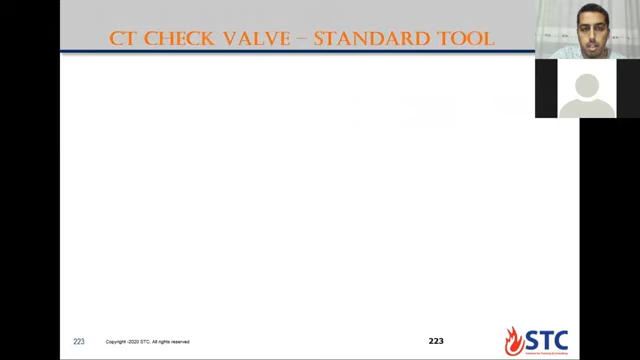 CT CHECK VALVE – STANDARD TOOL
223
Copyright -2020 STC, All rights reserved
223
STC